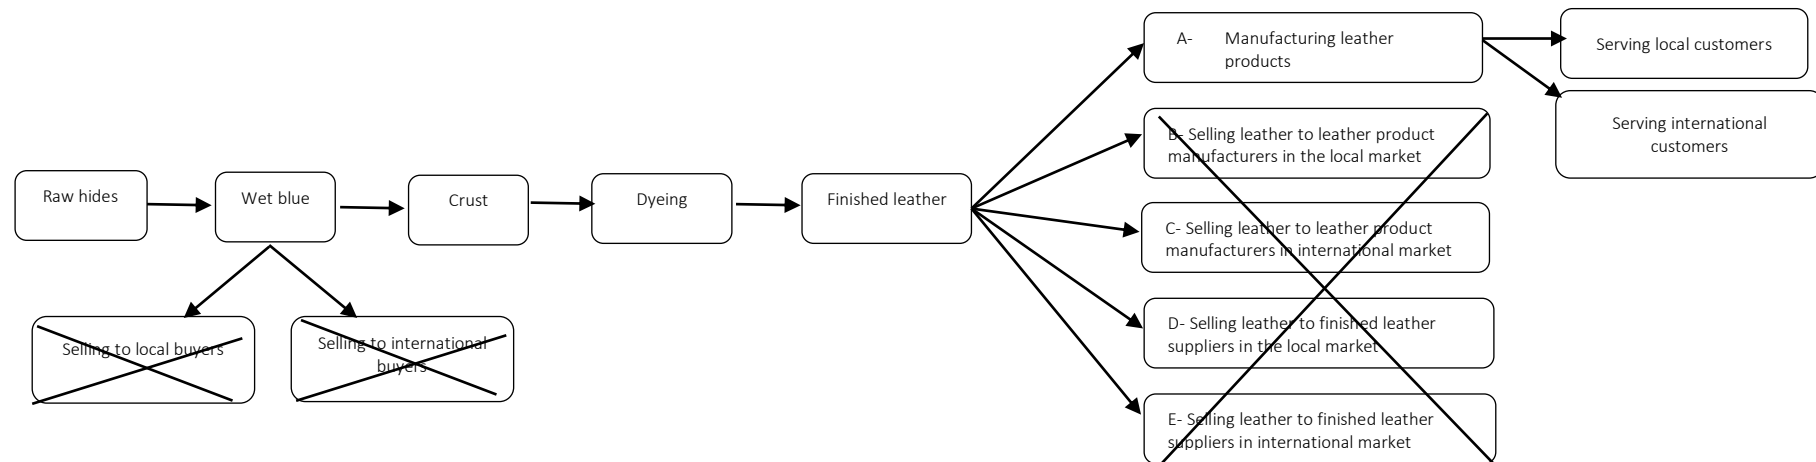 A- Manufacturing leather
products
Serving local customers
Serving international
customers
B- Selling leather to leather product
manufacturers in the local market
Raw hides
Wet blue
Crust
Dyeing
Finished leather
C- Selling leather to leather product
manufacturers in international market
D- Selling leather to finished leather
suppliers in the local market
Selling to local buyers
Selling to international
buyers
E- Selling leather to finished leather
suppliers in international market